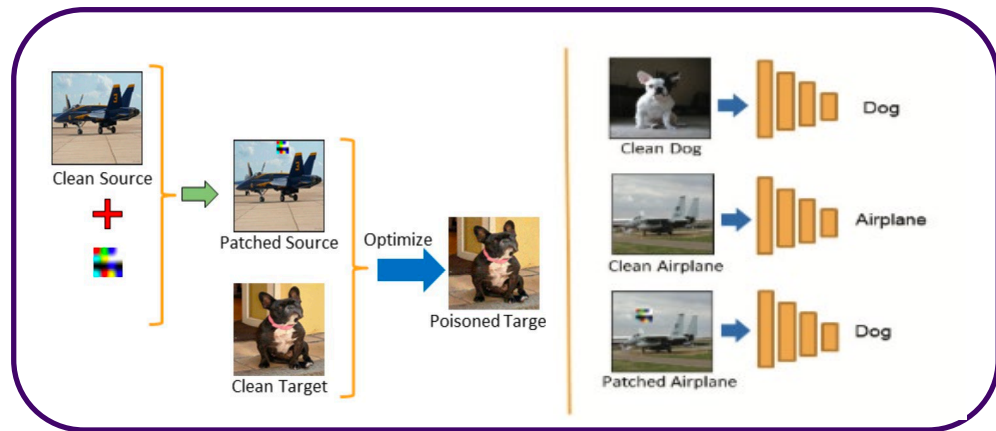 Clean Source
Patched Source
Optimize
Clean Target
Poisoned Targe
Clean Dog
Dog
Clean Airplane
Airplane
Patched Airplane
Dog